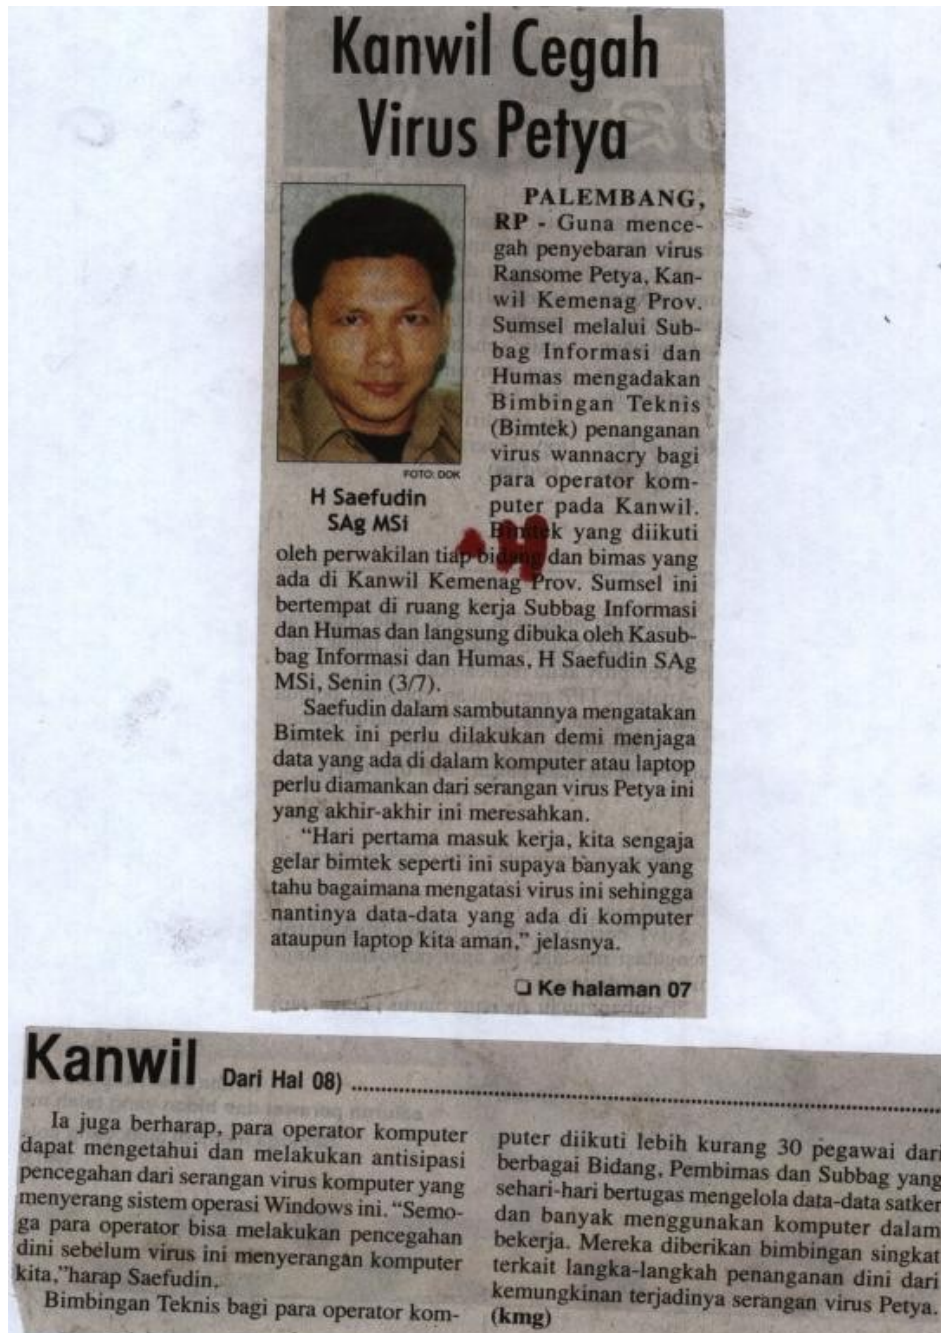 Kanwil Cegah
Virus Petya
PALEMBANG,
RP - Guna mence-
gah penyebaran virus
Ransome Petya, Kan-
wil Kemenag Prov.
Sumsel melalui Sub-
bag Informasi dan
Humas mengadakan
Bimbingan Teknis
(Bimtek) penanganan
virus wannacry bagi
para operator kom-
puter pada Kanwil.
Bimtek yang diikuti
FOTO: DOK
H Saefudin
SAg MSi
oleh perwakilan tiap bidang dan bimas yang
ada di Kanwil Kemenag Prov. Sumsel ini
bertempat di ruang kerja Subbag Informasi
dan Humas dan langsung dibuka oleh Kasub-
bag Informasi dan Humas, H Saefudin SAg
MSi, Senin (3/7).
Saefudin dalam sambutannya mengatakan
Bimtek ini perlu dilakukan demi menjaga
data yang ada di dalam komputer atau laptop
perlu diamankan dari serangan virus Petya ini
yang akhir-akhir ini meresahkan.
“Hari pertama masuk kerja, kita sengaja
gelar bimtek seperti ini supaya banyak yang
tahu bagaimana mengatasi virus ini sehingga
nantinya data-data yang ada di komputer
ataupun laptop kita aman,” jelasnya.
❏ Ke halaman 07
Kanwil Dari Hal 08) ........................................................
Ia juga berharap, para operator komputer
dapat mengetahui dan melakukan antisipasi
pencegahan dari serangan virus komputer yang
menyerang sistem operasi Windows ini. “Semo-
ga para operator bisa melakukan pencegahan
dini sebelum virus ini menyerangan komputer
kita,”harap Saefudin.
Bimbingan Teknis bagi para operator kom-
puter diikuti lebih kurang 30 pegawai dari
berbagai Bidang, Pembimas dan Subbag yang
sehari-hari bertugas mengelola data-data satker
dan banyak menggunakan komputer dalam
bekerja. Mereka diberikan bimbingan singkat
terkait langka-langkah penanganan dini dari
kemungkinan terjadinya serangan virus Petya.
(kmg)